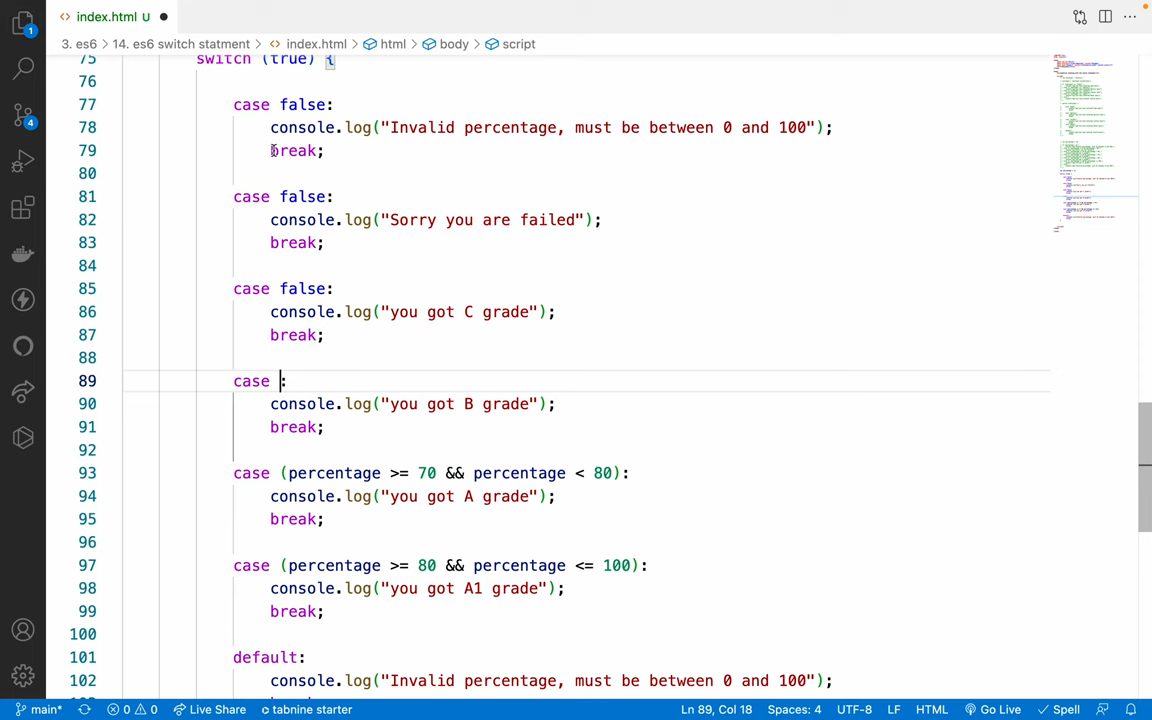 index.html U
3. es6 > 14. es6 switch statment > index.html > html > body > script
75 switch (true) {
76
77 case false:
78 console.log("Invalid percentage, must be between 0 and 100");
79 break;
80
81 case false:
82 console.log("Sorry you are failed");
83 break;
84
85 case false:
86 console.log("you got C grade");
87 break;
88
89 case :
90 console.log("you got B grade");
91 break;
92
93 case (percentage >= 70 && percentage < 80):
94 console.log("you got A grade");
95 break;
96
97 case (percentage >= 80 && percentage <= 100):
98 console.log("you got A1 grade");
99 break;
100
101 default:
102 console.log("Invalid percentage, must be between 0 and 100");
1
4
main* 0 0 Live Share tabnine starter Ln 89, Col 18 Spaces: 4 UTF-8 LF HTML Go Live Spell